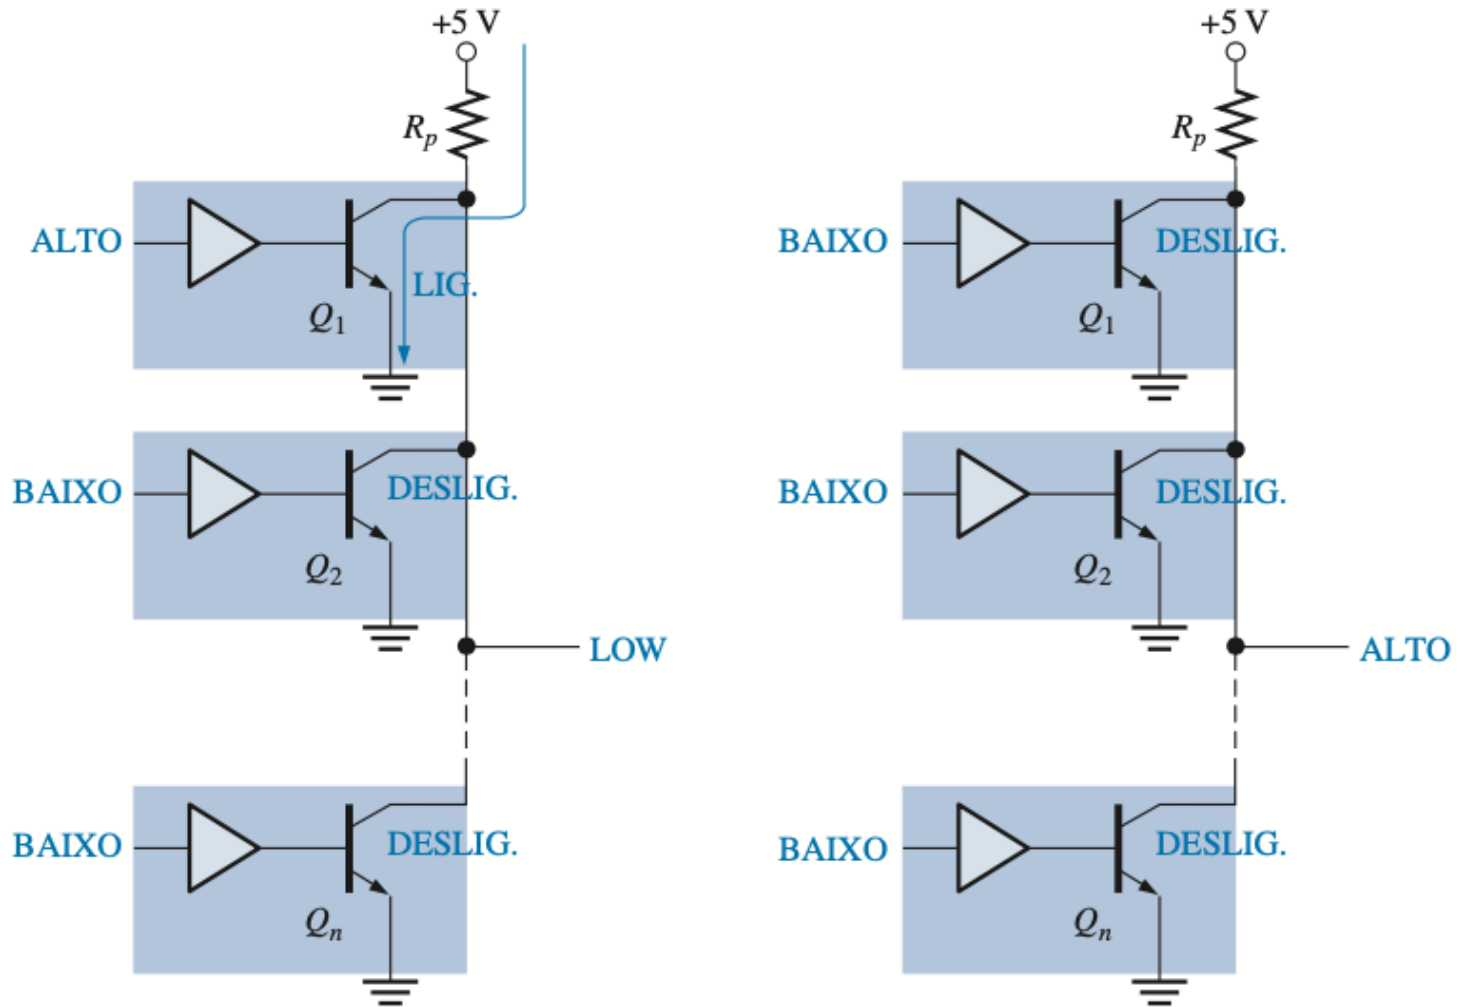 +5 V
Rp
ALTO
LIG.
Q1
BAIXO
DESLIG.
Q2
LOW
BAIXO
DESLIG.
Qn
+5 V
Rp
BAIXO
DESLIG.
Q1
BAIXO
DESLIG.
Q2
ALTO
BAIXO
DESLIG.
Qn